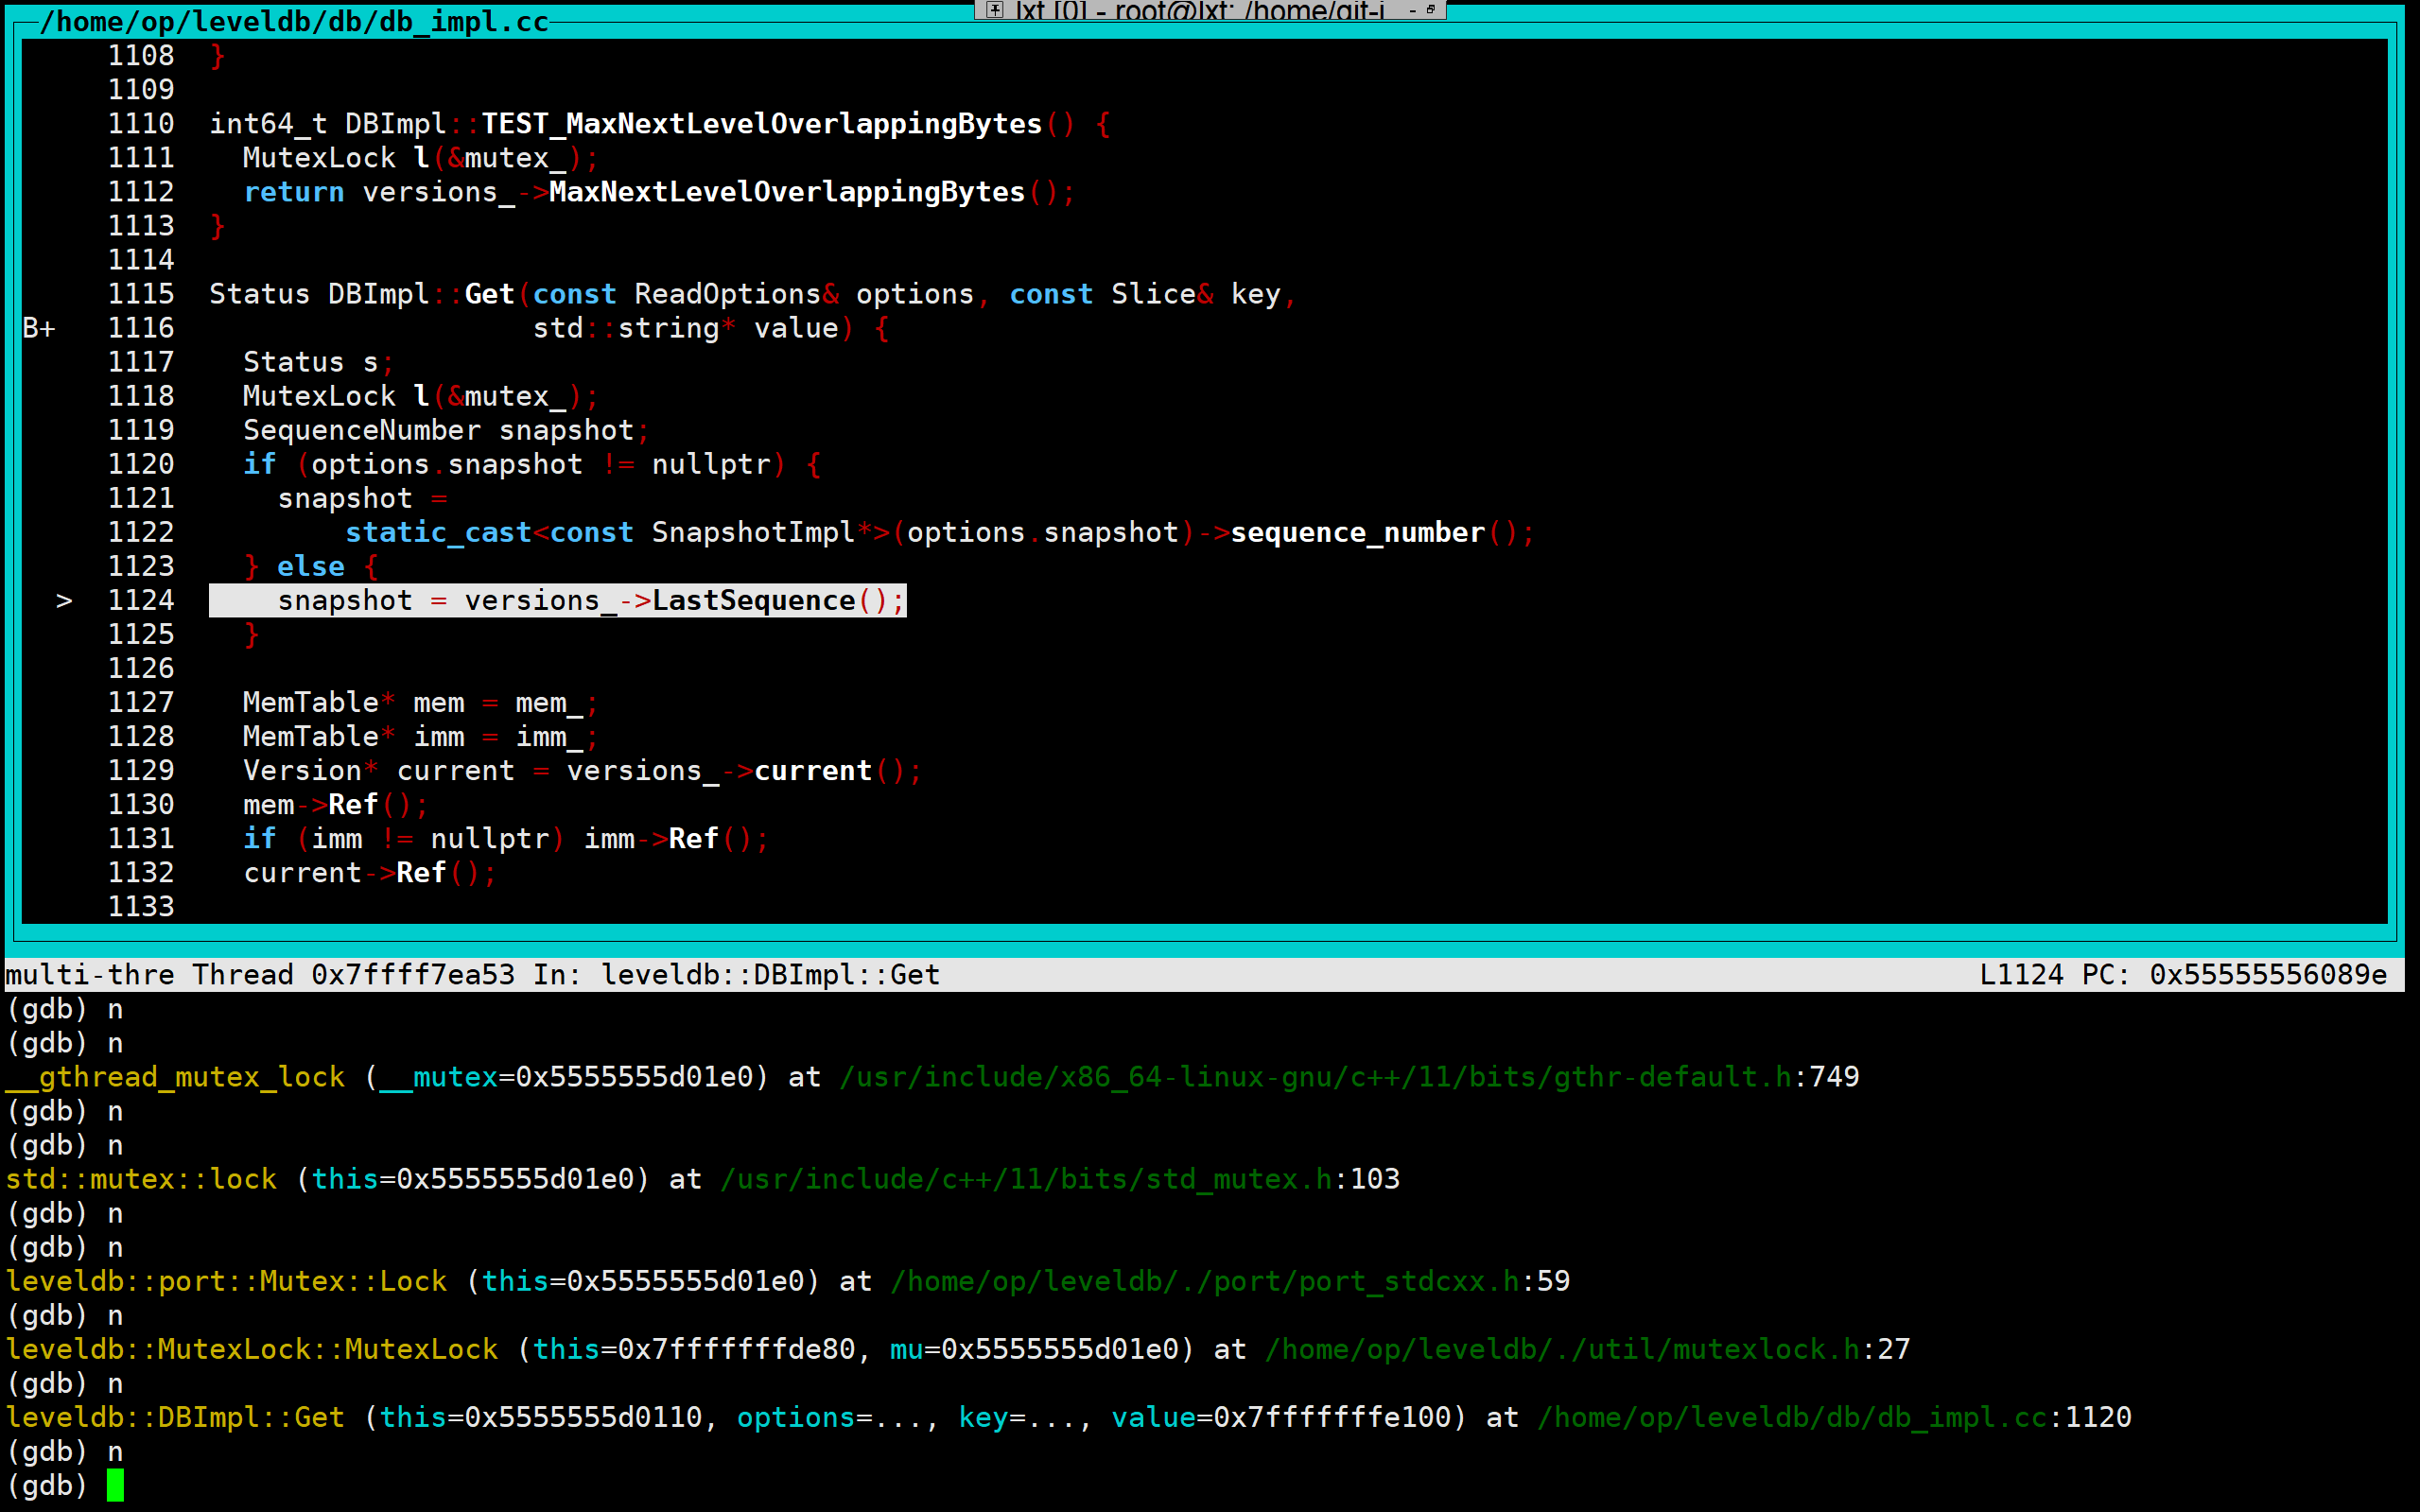 lxt [0] - root@lxt: /home/git-i
/home/op/leveldb/db/db_impl.cc
1108 }
1109
1110 int64_t DBImpl::TEST_MaxNextLevelOverlappingBytes() {
1111   MutexLock l(&mutex_);
1112   return versions_->MaxNextLevelOverlappingBytes();
1113 }
1114
1115 Status DBImpl::Get(const ReadOptions& options, const Slice& key,
B+ 1116                    std::string* value) {
1117   Status s;
1118   MutexLock l(&mutex_);
1119   SequenceNumber snapshot;
1120   if (options.snapshot != nullptr) {
1121     snapshot =
1122         static_cast<const SnapshotImpl*>(options.snapshot)->sequence_number();
1123   } else {
> 1124     snapshot = versions_->LastSequence();
1125   }
1126
1127   MemTable* mem = mem_;
1128   MemTable* imm = imm_;
1129   Version* current = versions_->current();
1130   mem->Ref();
1131   if (imm != nullptr) imm->Ref();
1132   current->Ref();
1133
multi-thre Thread 0x7ffff7ea53 In: leveldb::DBImpl::Get L1124 PC: 0x55555556089e
(gdb) n
(gdb) n
__gthread_mutex_lock (__mutex=0x5555555d01e0) at /usr/include/x86_64-linux-gnu/c++/11/bits/gthr-default.h:749
(gdb) n
(gdb) n
std::mutex::lock (this=0x5555555d01e0) at /usr/include/c++/11/bits/std_mutex.h:103
(gdb) n
(gdb) n
leveldb::port::Mutex::Lock (this=0x5555555d01e0) at /home/op/leveldb/./port/port_stdcxx.h:59
(gdb) n
leveldb::MutexLock::MutexLock (this=0x7fffffffde80, mu=0x5555555d01e0) at /home/op/leveldb/./util/mutexlock.h:27
(gdb) n
leveldb::DBImpl::Get (this=0x5555555d0110, options=..., key=..., value=0x7fffffffe100) at /home/op/leveldb/db/db_impl.cc:1120
(gdb) n
(gdb)